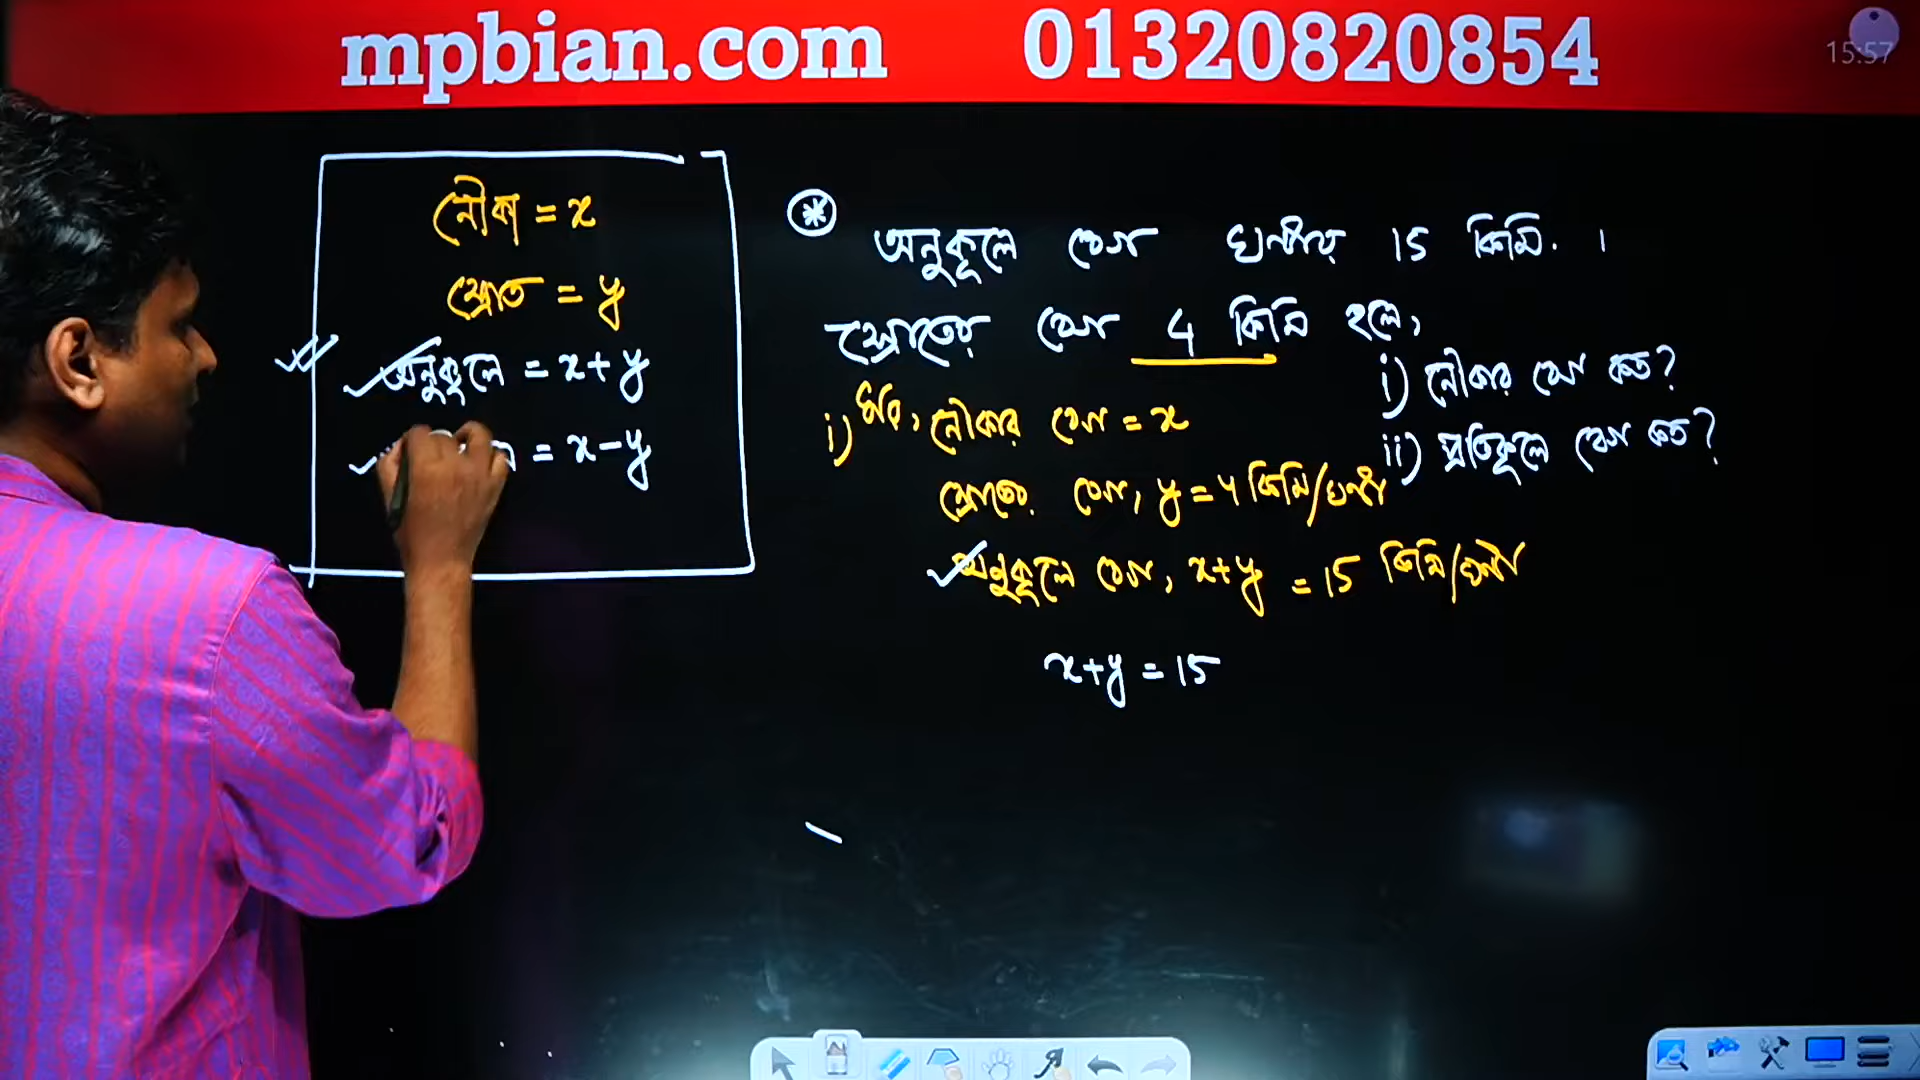 mpbian.com 01320820854
15:57
নৌকা = x
স্রোত = y
অনুকূলে = x+y
= x-y
অনুকূলে বেগ ঘন্টায় 15 কিমি. ।
স্রোতের বেগ 4 কিমি হলে,
i) নৌকার বেগ কত?
ii) প্রতিকূলে বেগ কত?
i) ধরি, নৌকার বেগ = x
স্রোতের বেগ, y = 4 কিমি/ঘন্টা
অনুকূলে বেগ, x+y = 15 কিমি/ঘন্টা
x+y = 15